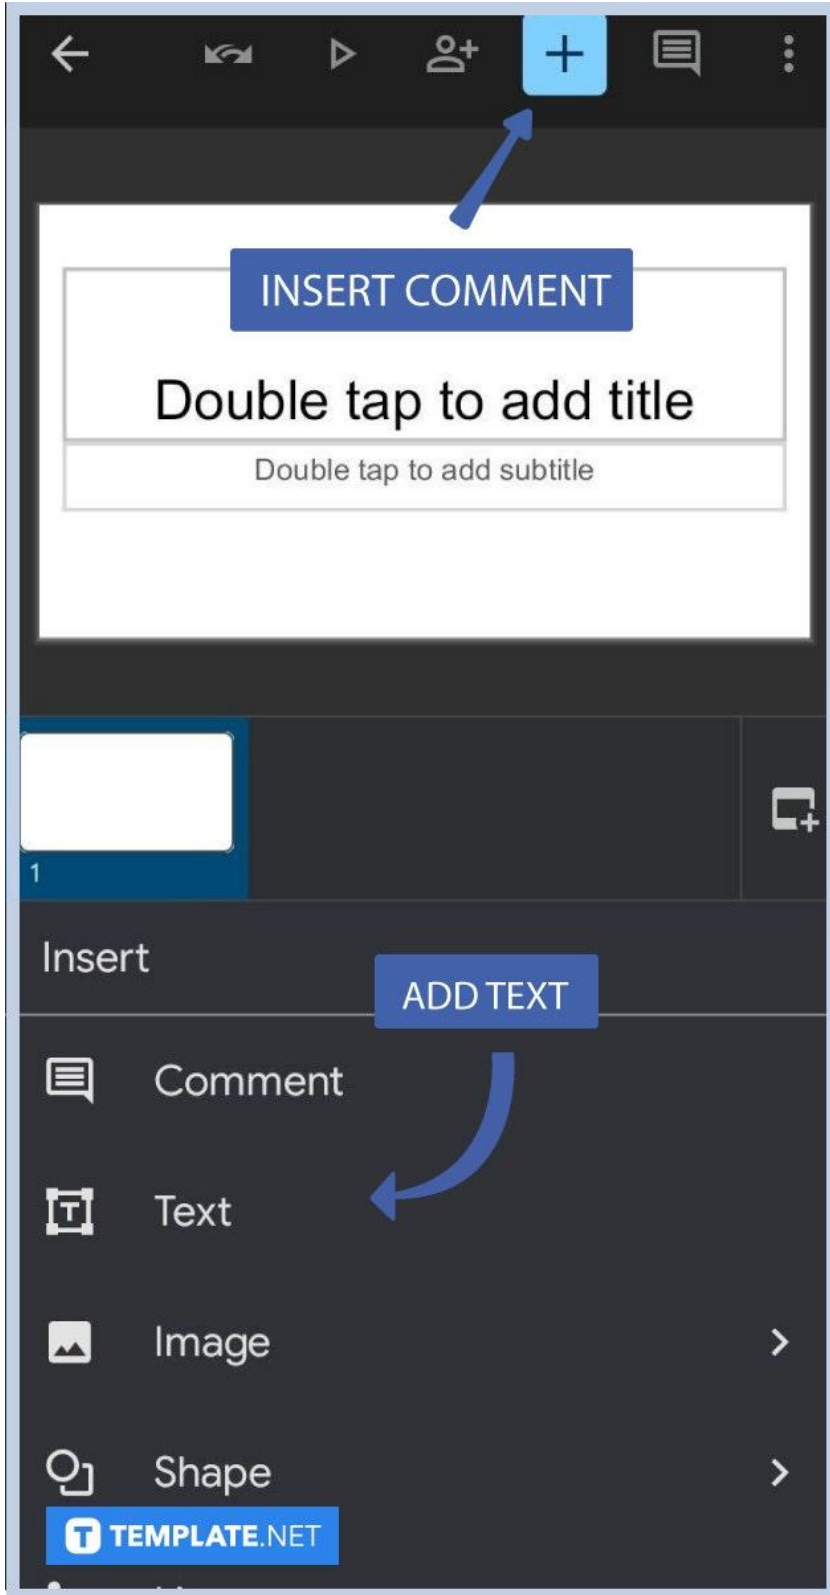 INSERT COMMENT
Double tap to add title
Double tap to add subtitle
1
Insert
ADD TEXT
Comment
Text
Image
Shape
T TEMPLATE.NET